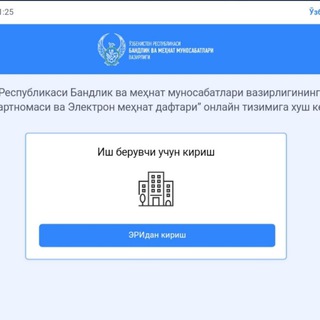 :25
Ўзб
ЎЗБЕКИСТОН РЕСПУБЛИКАСИ
БАНДЛИК ВА МЕҲНАТ МУНОСАБАТЛАРИ
ВАЗИРЛИГИ
Республикаси Бандлик ва меҳнат муносабатлари вазирлигининг
артномаси ва Электрон меҳнат дафтари” онлайн тизимига хуш к
Иш берувчи учун кириш
ЭРИдан кириш